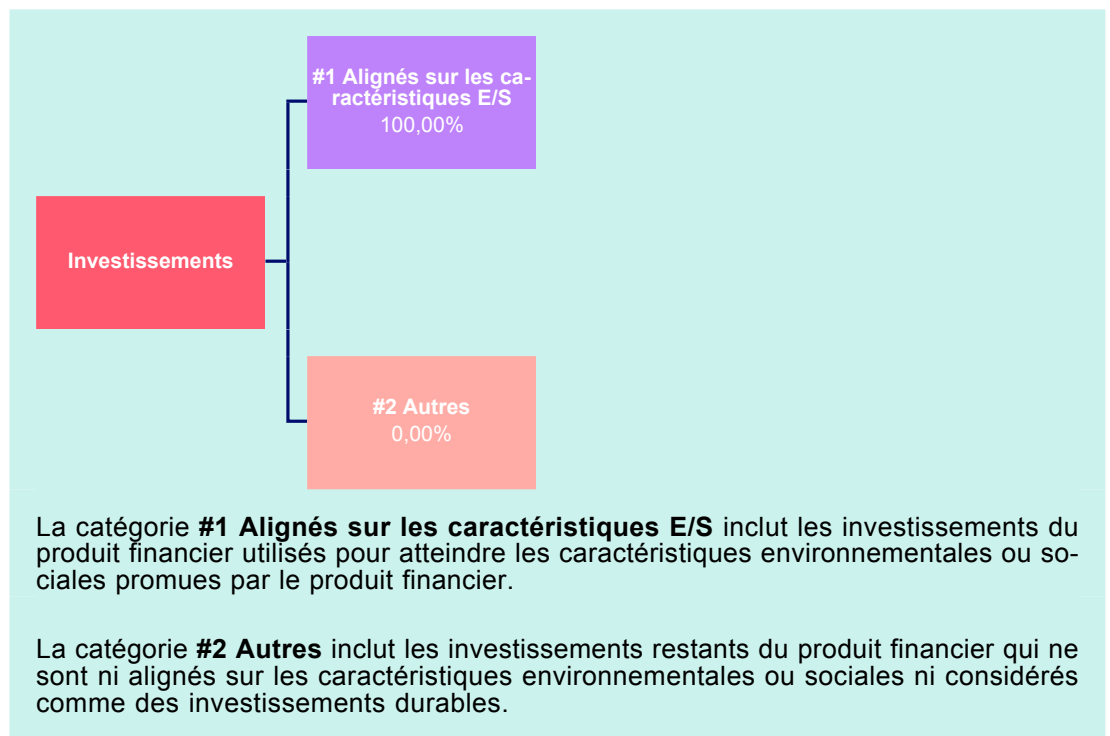 #1 Alignés sur les ca-
ractéristiques E/S
100,00%
Investissements
#2 Autres
0,00%
La catégorie #1 Alignés sur les caractéristiques E/S inclut les investissements du
produit financier utilisés pour atteindre les caractéristiques environnementales ou so-
ciales promues par le produit financier.
La catégorie #2 Autres inclut les investissements restants du produit financier qui ne
sont ni alignés sur les caractéristiques environnementales ou sociales ni considérés
comme des investissements durables.